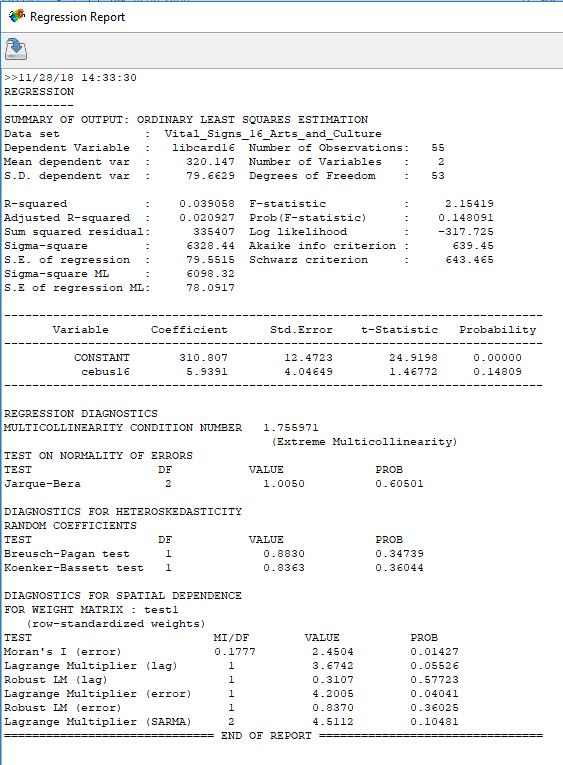 Regression Report
>>11/28/18 14:33:30
REGRESSION
----------
SUMMARY OF OUTPUT: ORDINARY LEAST SQUARES ESTIMATION
Data set            :  Vital_Signs_16_Arts_and_Culture
Dependent Variable  :   libcard16  Number of Observations:   55
Mean dependent var  :     320.147  Number of Variables   :    2
S.D. dependent var  :     79.6629  Degrees of Freedom    :   53
R-squared           :    0.039058  F-statistic           :     2.15419
Adjusted R-squared  :    0.020927  Prob(F-statistic)     :    0.148091
Sum squared residual:      335407  Log likelihood        :    -317.725
Sigma-square        :     6328.44  Akaike info criterion :      639.45
S.E. of regression  :     79.5515  Schwarz criterion     :     643.465
Sigma-square ML     :     6098.32
S.E of regression ML:     78.0917
-----------------------------------------------------------------------------
       Variable      Coefficient      Std.Error    t-Statistic   Probability
-----------------------------------------------------------------------------
          CONSTANT     310.807        12.4723       24.9198     0.00000
           cebus16      5.9391        4.04649       1.46772     0.14809
-----------------------------------------------------------------------------
REGRESSION DIAGNOSTICS
MULTICOLLINEARITY CONDITION NUMBER   1.755971
                                      (Extreme Multicollinearity)
TEST ON NORMALITY OF ERRORS
TEST                  DF           VALUE             PROB
Jarque-Bera            2            1.0050           0.60501
DIAGNOSTICS FOR HETEROSKEDASTICITY
RANDOM COEFFICIENTS
TEST                  DF           VALUE             PROB
Breusch-Pagan test     1            0.8830           0.34739
Koenker-Bassett test   1            0.8363           0.36044
DIAGNOSTICS FOR SPATIAL DEPENDENCE
FOR WEIGHT MATRIX : test1
   (row-standardized weights)
TEST                          MI/DF        VALUE          PROB
Moran's I (error)             0.1777        2.4504        0.01427
Lagrange Multiplier (lag)       1           3.6742        0.05526
Robust LM (lag)                 1           0.3107        0.57723
Lagrange Multiplier (error)     1           4.2005        0.04041
Robust LM (error)               1           0.8370        0.36025
Lagrange Multiplier (SARMA)     2           4.5112        0.10481
============================== END OF REPORT ================================